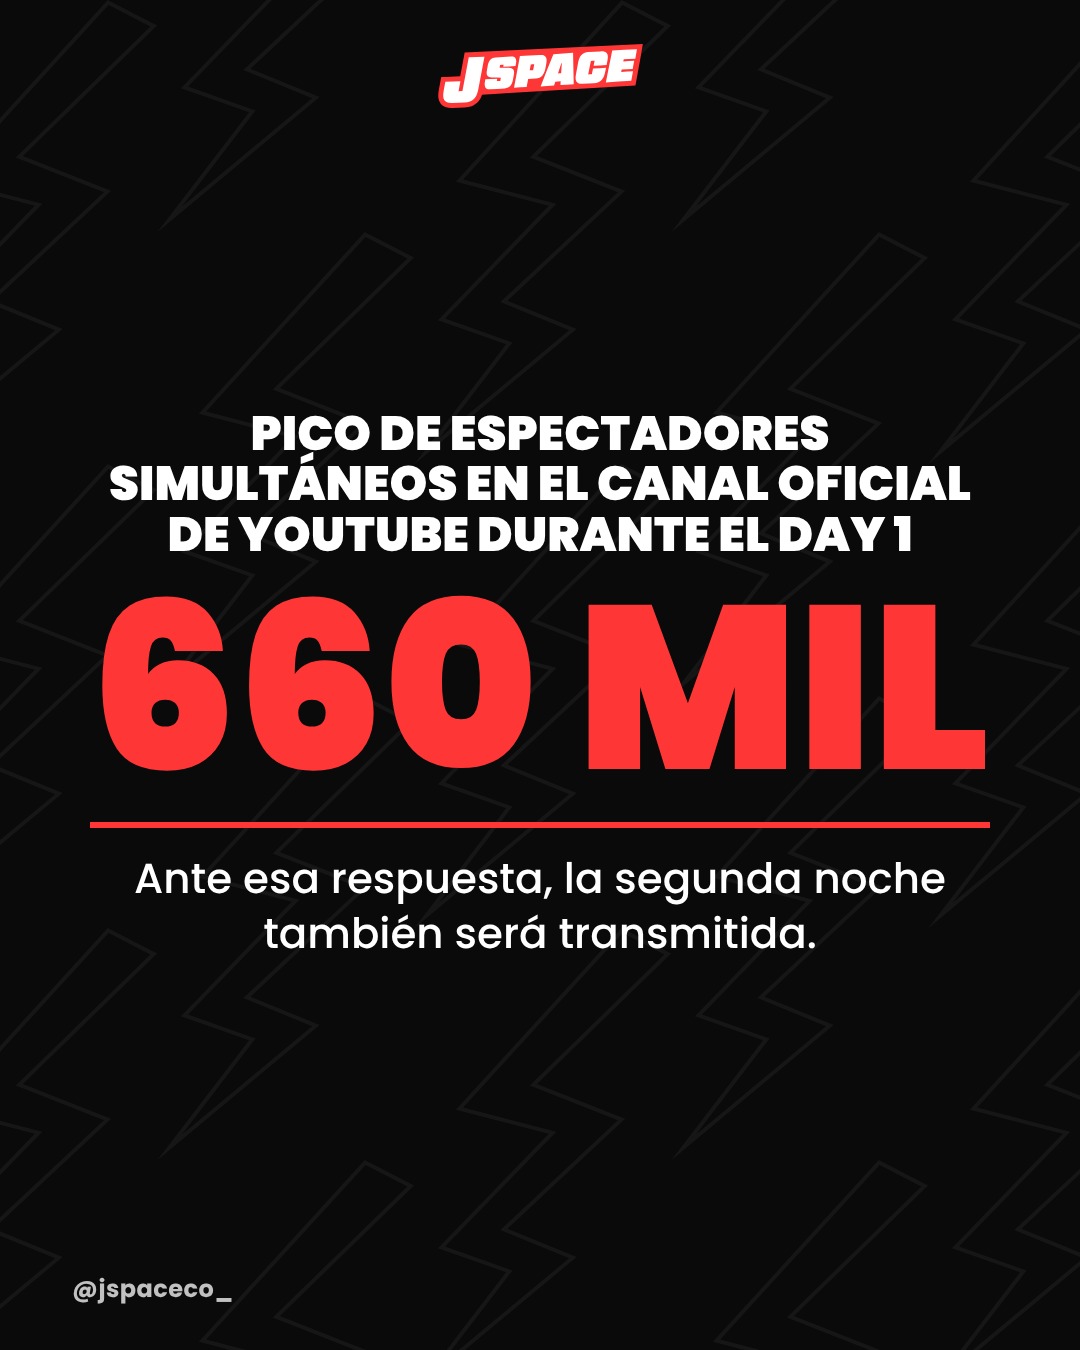 JSPACE
PICO DE ESPECTADORES
SIMULTÁNEOS EN EL CANAL OFICIAL
DE YOUTUBE DURANTE EL DAY 1
660 MIL
Ante esa respuesta, la segunda noche
también será transmitida.
@jspaceco_